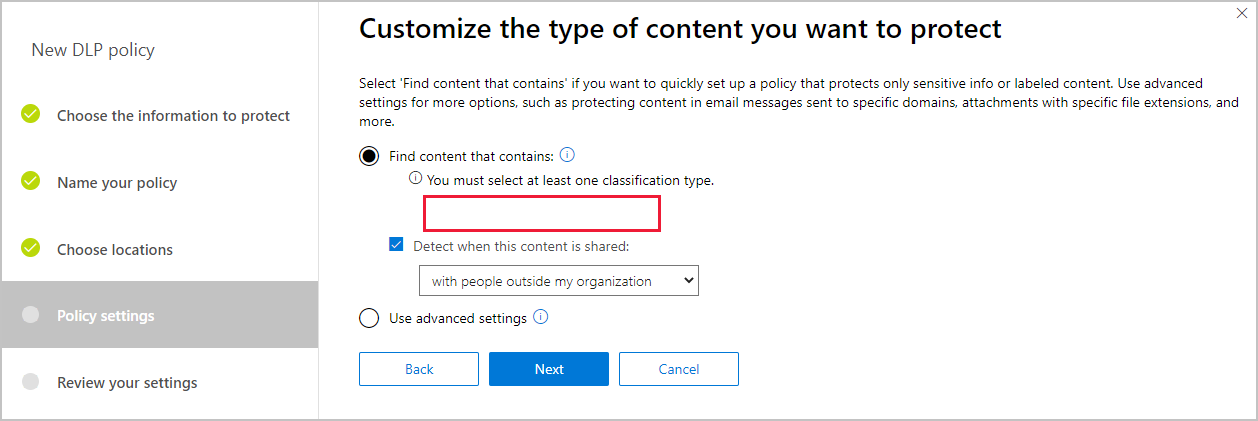 New DLP policy
Choose the information to protect
Name your policy
Choose locations
Policy settings
Review your settings
Customize the type of content you want to protect
Select 'Find content that contains' if you want to quickly set up a policy that protects only sensitive info or labeled content. Use advanced
settings for more options, such as protecting content in email messages sent to specific domains, attachments with specific file extensions, and
more.
Find content that contains:
You must select at least one classification type.
Detect when this content is shared:
with people outside my organization
Use advanced settings
Back Next Cancel